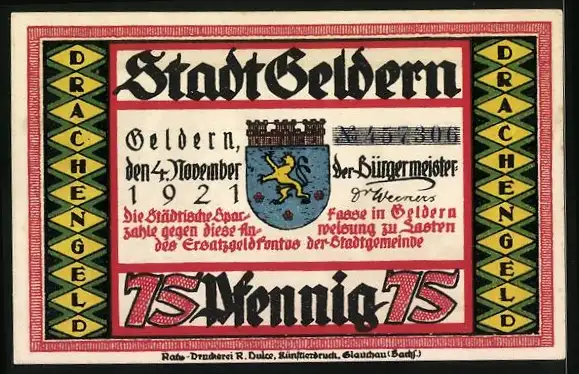 DRACHENGELD
Stadt Geldern
Geldern,
den 4. November
1921
№ 457306
Der Bürgermeister
Die Städtische Spar- kasse in Geldern
zahle gegen diese An- weisung zu Lasten
des Ersatzgeldkontos der Stadtgemeinde
75 Pfennig 75
DRACHENGELD
Rats-Druckerei R. Dulce, Künstlerdruck, Glauchau (Sachs.)